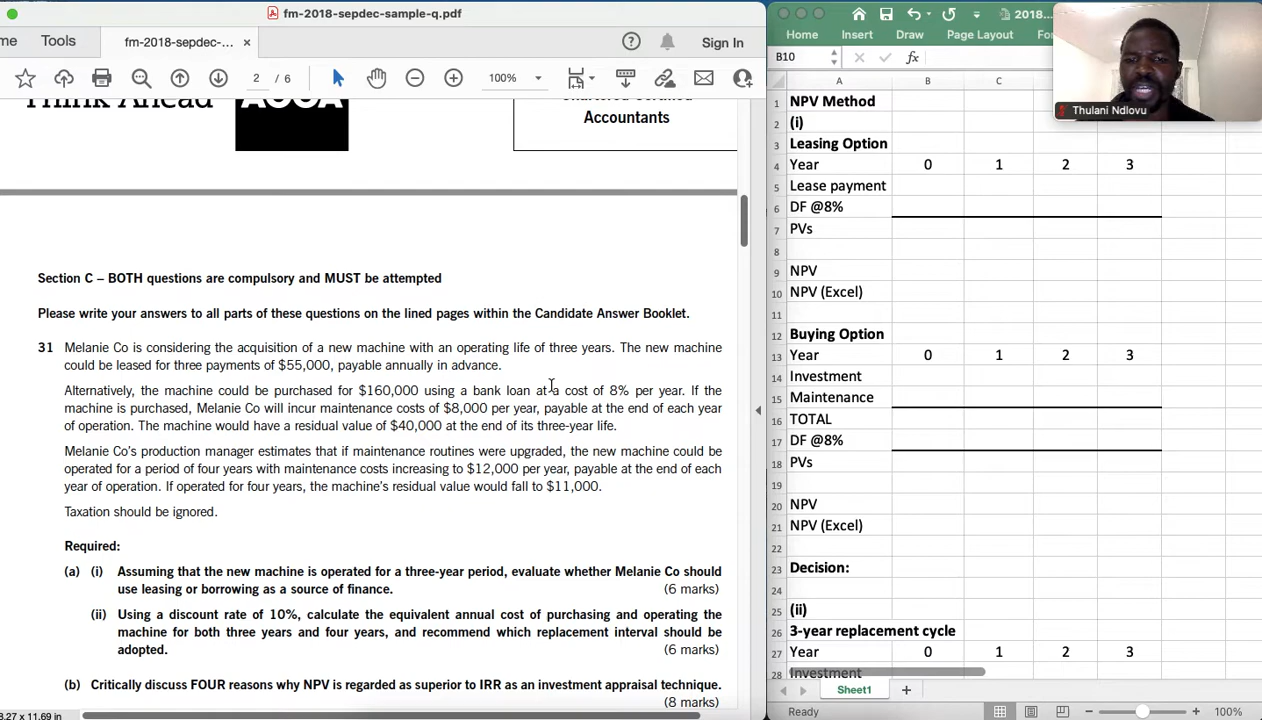 fm-2018-sepdec-sample-q.pdf
me
Tools
fm-2018-sepdec-...
×
Sign In
2 / 6
100%
Think Ahead
ACCA
Chartered Certified
Accountants
Section C – BOTH questions are compulsory and MUST be attempted
Please write your answers to all parts of these questions on the lined pages within the Candidate Answer Booklet.
31 Melanie Co is considering the acquisition of a new machine with an operating life of three years. The new machine
could be leased for three payments of $55,000, payable annually in advance.
Alternatively, the machine could be purchased for $160,000 using a bank loan at a cost of 8% per year. If the
machine is purchased, Melanie Co will incur maintenance costs of $8,000 per year, payable at the end of each year
of operation. The machine would have a residual value of $40,000 at the end of its three-year life.
Melanie Co's production manager estimates that if maintenance routines were upgraded, the new machine could be
operated for a period of four years with maintenance costs increasing to $12,000 per year, payable at the end of each
year of operation. If operated for four years, the machine's residual value would fall to $11,000.
Taxation should be ignored.
Required:
(a) (i) Assuming that the new machine is operated for a three-year period, evaluate whether Melanie Co should
use leasing or borrowing as a source of finance. (6 marks)
(ii) Using a discount rate of 10%, calculate the equivalent annual cost of purchasing and operating the
machine for both three years and four years, and recommend which replacement interval should be
adopted. (6 marks)
(b) Critically discuss FOUR reasons why NPV is regarded as superior to IRR as an investment appraisal technique.
(8 marks)
8.27 x 11.69 in
2018...
Home Insert Draw Page Layout
B10 fx
A B C
1 NPV Method
2 (i)
3 Leasing Option
4 Year 0 1 2 3
5 Lease payment
6 DF @8%
7 PVs
8
9 NPV
10 NPV (Excel)
11
12 Buying Option
13 Year 0 1 2 3
14 Investment
15 Maintenance
16 TOTAL
17 DF @8%
18 PVs
19
20 NPV
21 NPV (Excel)
22
23 Decision:
24
25 (ii)
26 3-year replacement cycle
27 Year 0 1 2 3
28 Investment
Sheet1 +
Ready
100%
Thulani Ndlovu